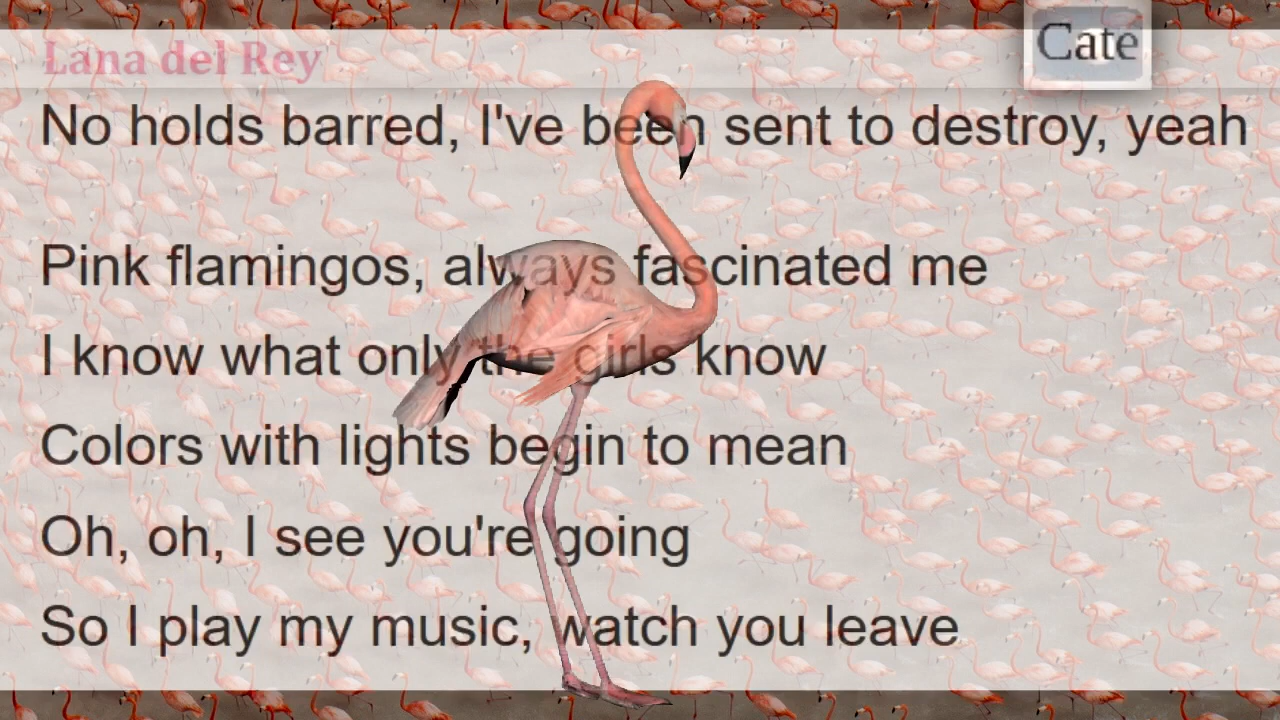 Lana del Rey
Cate
No holds barred, I've been sent to destroy, yeah
Pink flamingos, always fascinated me
I know what only the girls know
Colors with lights begin to mean
Oh, oh, I see you're going
So I play my music, watch you leave